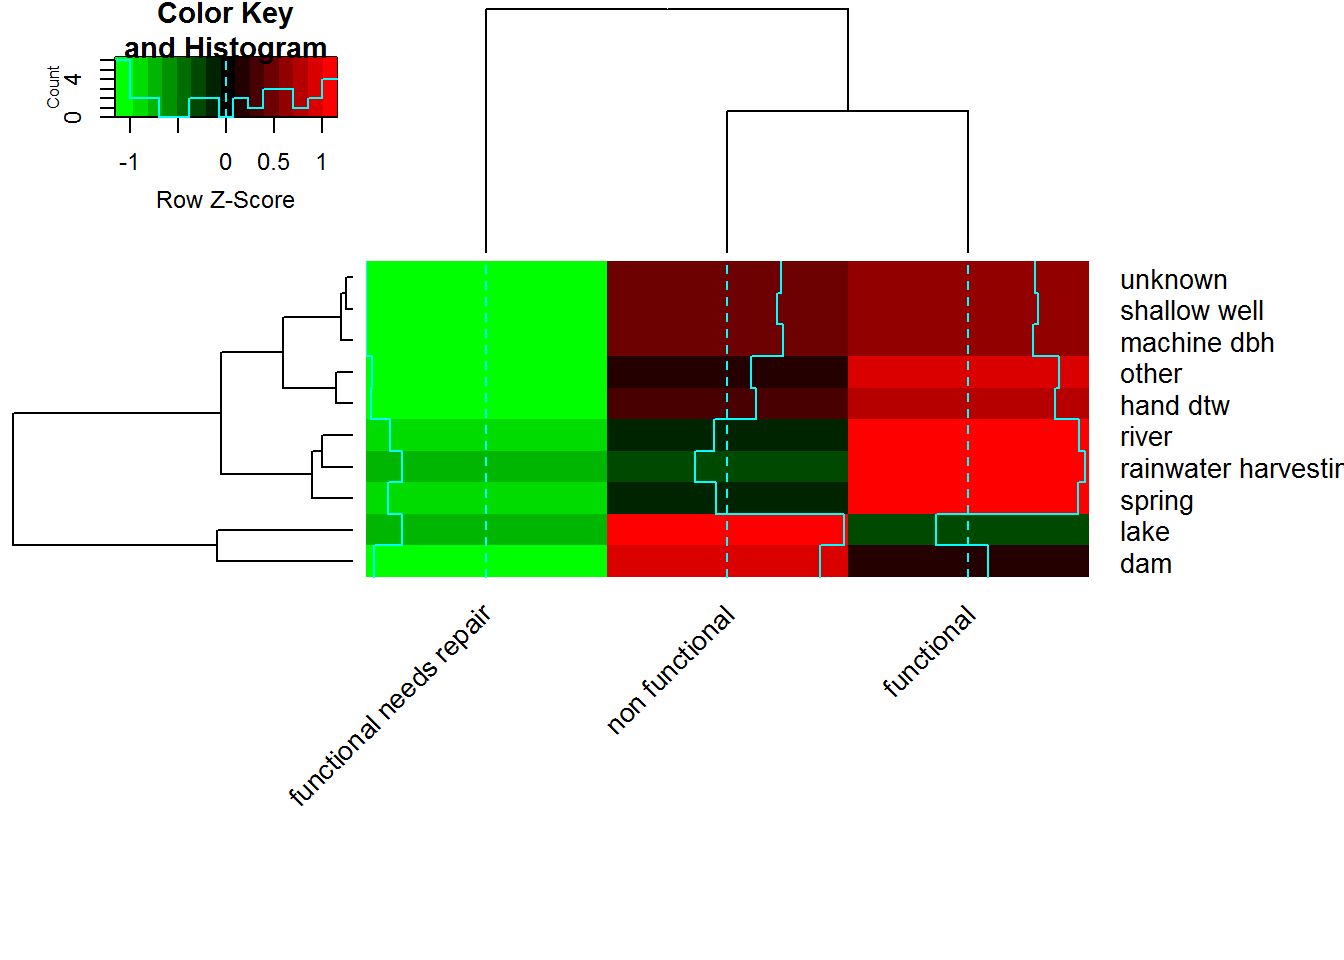 Color Key
and Histogram
Count
0 4
-1 0 0.5 1
Row Z-Score
unknown
shallow well
machine dbh
other
hand dtw
river
rainwater harvestin
spring
lake
dam
functional needs repair
non functional
functional